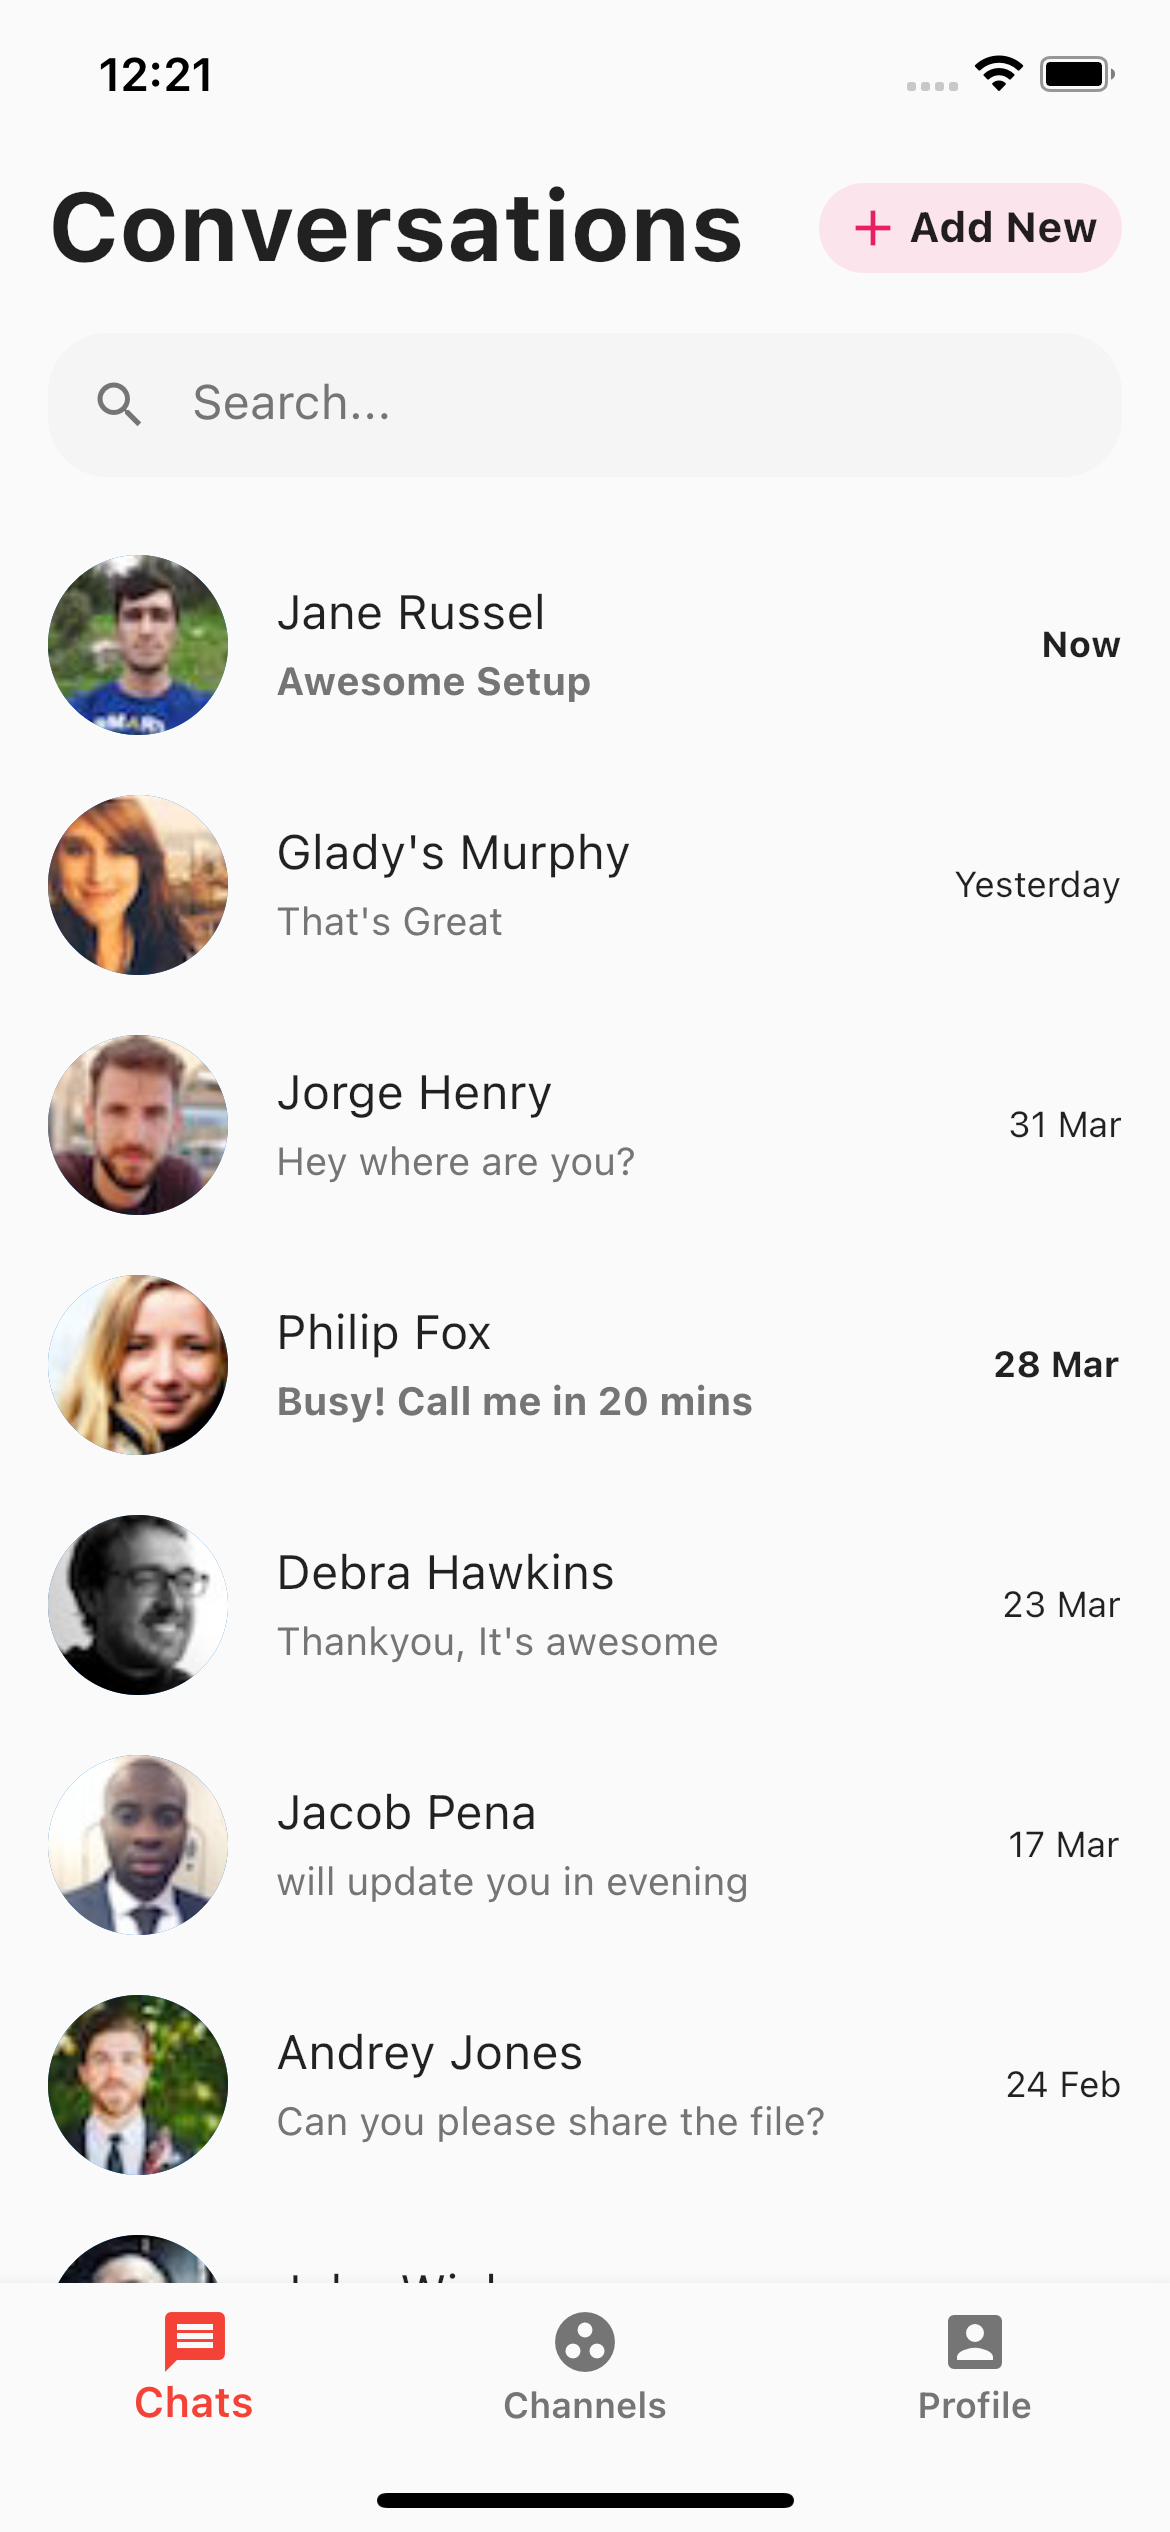 12:21
Conversations
Add New
Search...
Jane Russel
Awesome Setup
Now
Glady's Murphy
That's Great
Yesterday
Jorge Henry
Hey where are you?
31 Mar
Philip Fox
Busy! Call me in 20 mins
28 Mar
Debra Hawkins
Thankyou, It's awesome
23 Mar
Jacob Pena
will update you in evening
17 Mar
Andrey Jones
Can you please share the file?
24 Feb
Chats
Channels
Profile